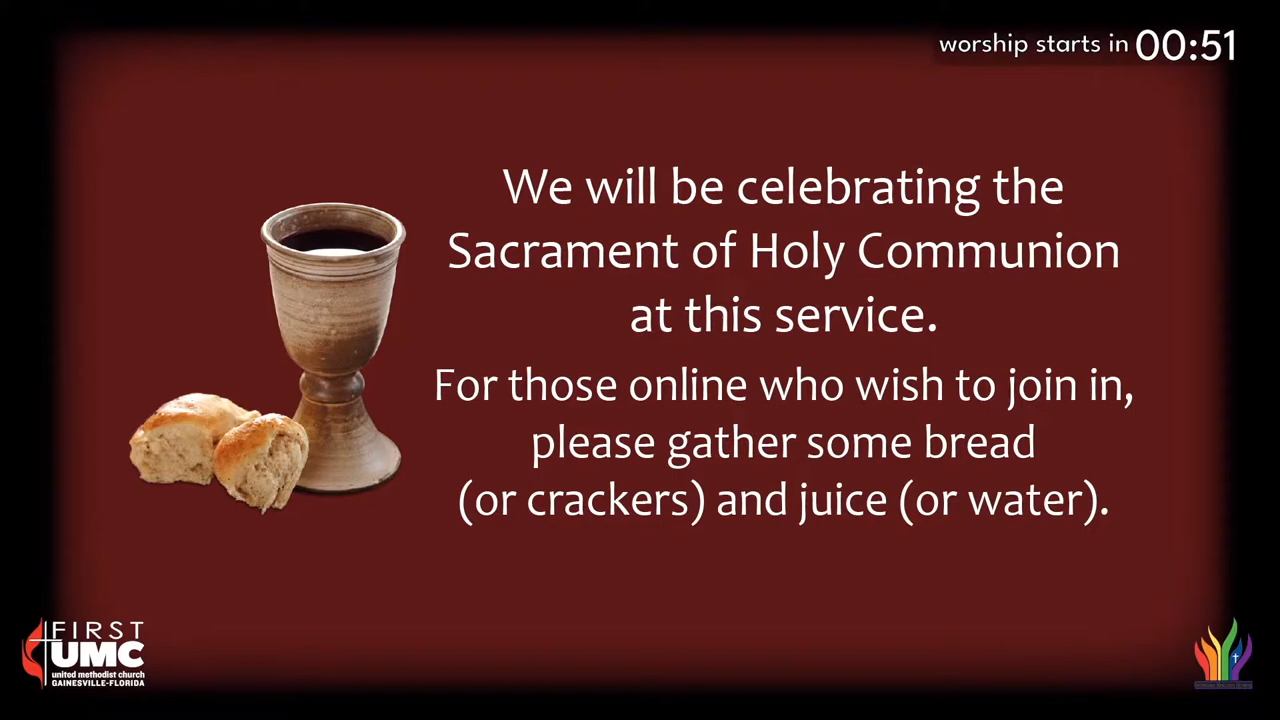 worship starts in 00:51
We will be celebrating the
Sacrament of Holy Communion
at this service.
For those online who wish to join in,
please gather some bread
(or crackers) and juice (or water).
FIRST
UMC
united methodist church
GAINESVILLE-FLORIDA